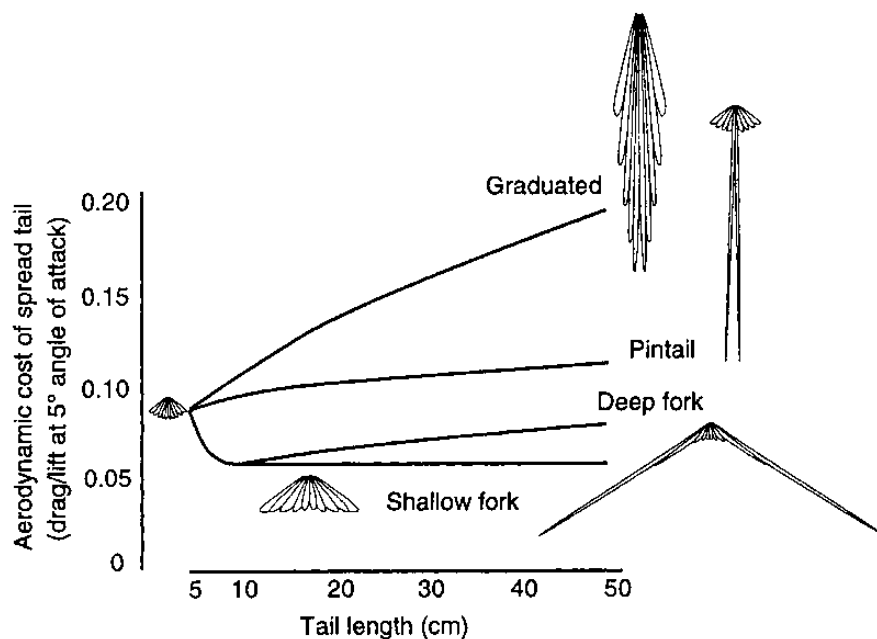 Graduated
Pintail
Deep fork
Shallow fork
Aerodynamic cost of spread tail
(drag/lift at 5° angle of attack)
0.20
0.15
0.10
0.05
0
5 10 20 30 40 50
Tail length (cm)